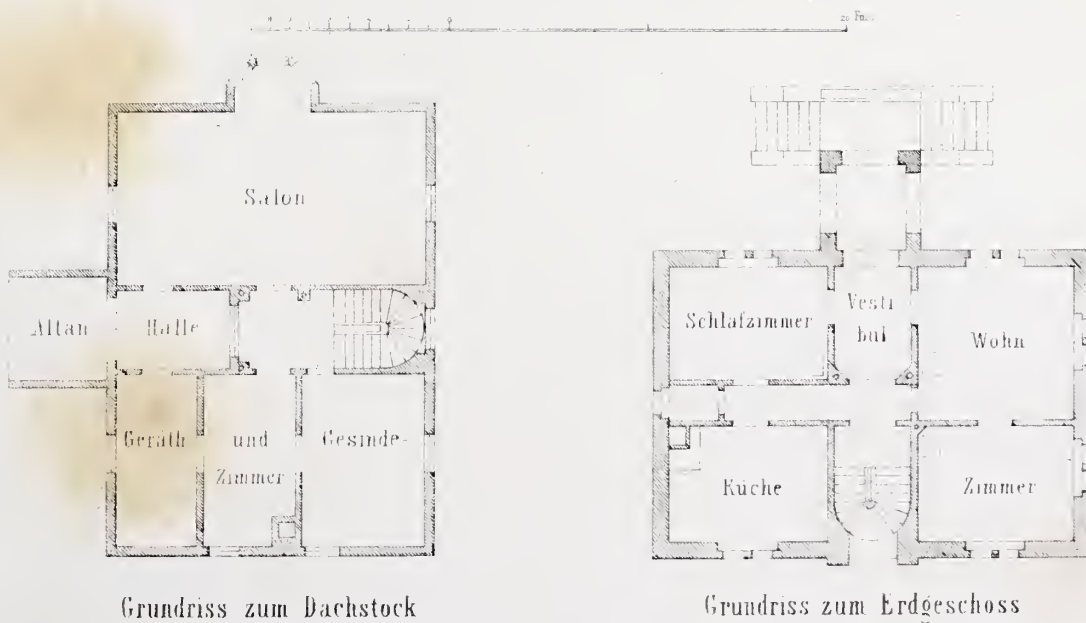 20 Fuss
Salon
Altan
Halle
Geräth
und
Zimmer
Gesinde-
Grundriss zum Dachstock
Schlafzimmer
Vesti
bul
Wohn
Küche
Zimmer
Grundriss zum Erdgeschoss